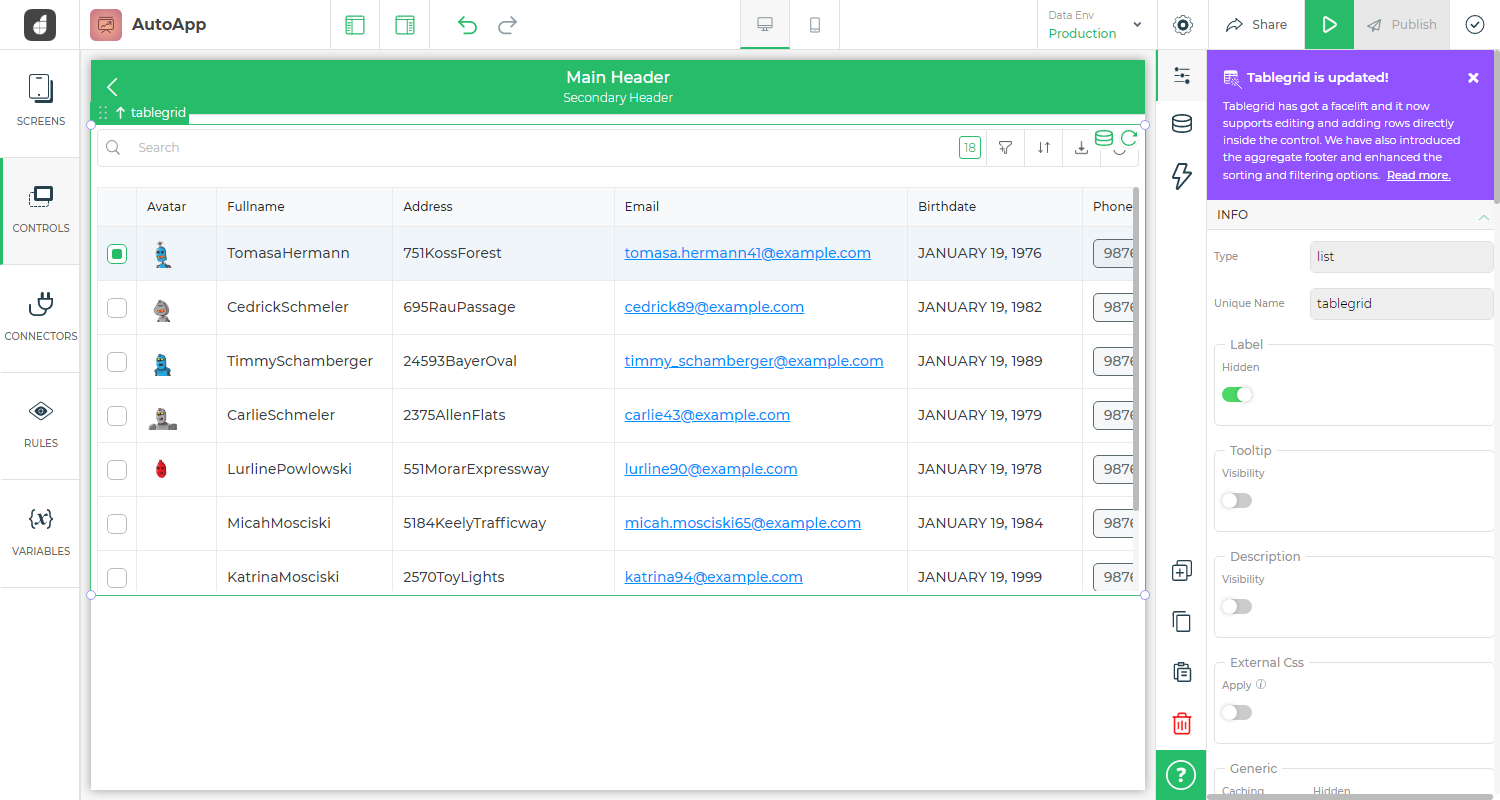 AutoApp
Data Env
Production
Share
Publish
SCREENS
CONTROLS
CONNECTORS
RULES
{x}
VARIABLES
Main Header
Secondary Header
tablegrid
Search
18
Avatar Fullname Address Email Birthdate Phone
TomasaHermann 751KossForest tomasa.hermann41@example.com JANUARY 19, 1976 9876
CedrickSchmeler 695RauPassage cedrick89@example.com JANUARY 19, 1982 9876
TimmySchamberger 24593BayerOval timmy_schamberger@example.com JANUARY 19, 1989 9876
CarlieSchmeler 2375AllenFlats carlie43@example.com JANUARY 19, 1979 9876
LurlinePowlowski 551MorarExpressway lurline90@example.com JANUARY 19, 1978 9876
MicahMosciski 5184KeelyTrafficway micah.mosciski65@example.com JANUARY 19, 1984 9876
KatrinaMosciski 2570ToyLights katrina94@example.com JANUARY 19, 1999 9876
?
Tablegrid is updated!
Tablegrid has got a facelift and it now
supports editing and adding rows directly
inside the control. We have also introduced
the aggregate footer and enhanced the
sorting and filtering options. Read more.
INFO
Type list
Unique Name tablegrid
Label
Hidden
Tooltip
Visibility
Description
Visibility
External Css
Apply
Generic
Caching Hidden